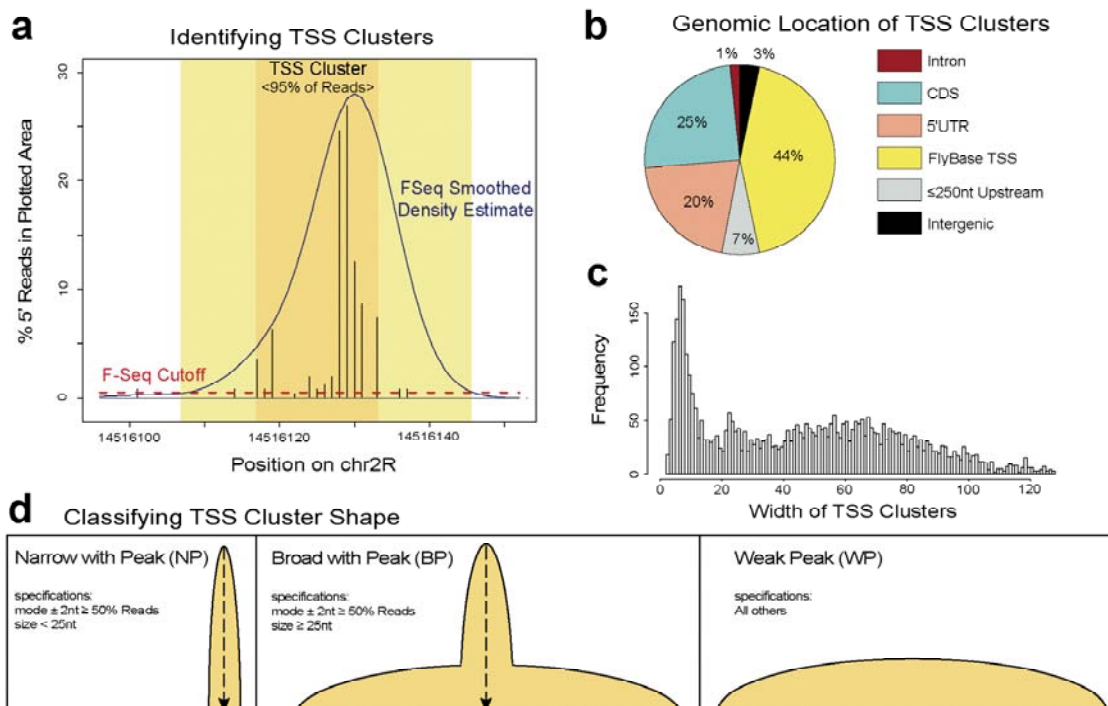 a
Identifying TSS Clusters
TSS Cluster
<95% of Reads>
FSeq Smoothed
Density Estimate
F-Seq Cutoff
% 5' Reads in Plotted Area
0
10
20
30
14516100
14516120
14516140
Position on chr2R
b
Genomic Location of TSS Clusters
1%
3%
25%
44%
20%
7%
Intron
CDS
5'UTR
FlyBase TSS
≤250nt Upstream
Intergenic
c
Frequency
0
50
100
150
0
20
40
60
80
100
120
Width of TSS Clusters
d
Classifying TSS Cluster Shape
Narrow with Peak (NP)
specifications:
mode ± 2nt ≥ 50% Reads
size < 25nt
Broad with Peak (BP)
specifications:
mode ± 2nt ≥ 50% Reads
size ≥ 25nt
Weak Peak (WP)
specifications:
All others